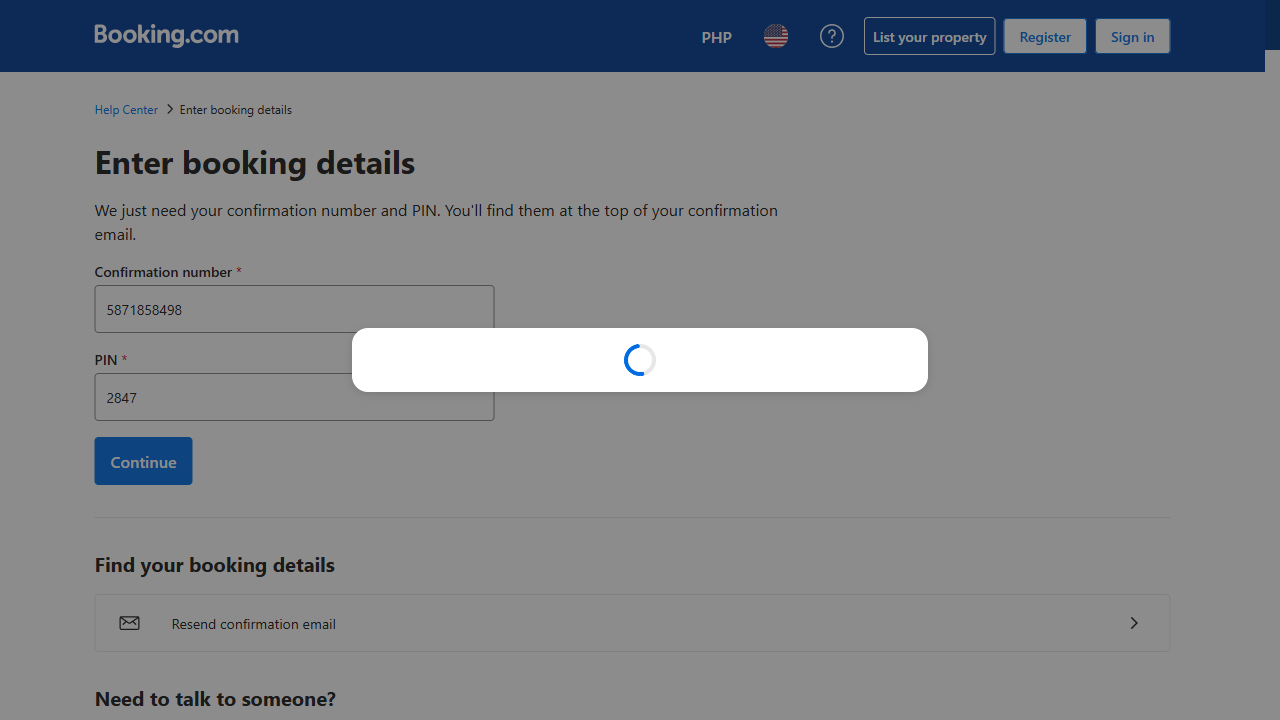 Booking.com
PHP
List your property
Register
Sign in
Help Center
Enter booking details
Enter booking details
We just need your confirmation number and PIN. You'll find them at the top of your confirmation
email.
Confirmation number *
5871858498
PIN *
2847
Continue
Find your booking details
Resend confirmation email
Need to talk to someone?